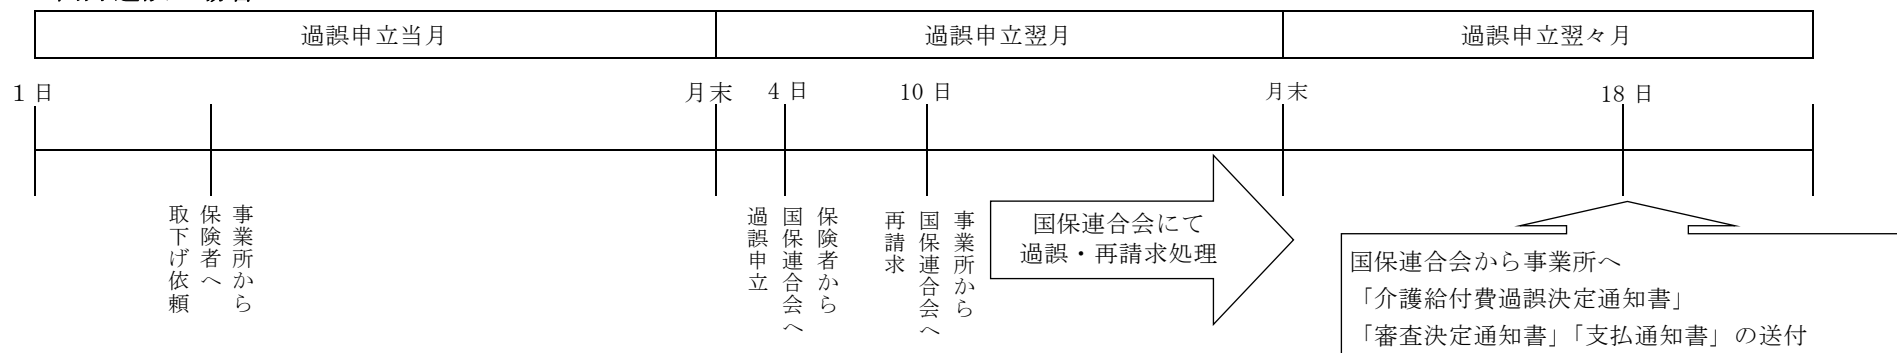 過誤申立当月
過誤申立翌月
過誤申立翌々月
1 日
月末
4 日
10 日
月末
18 日
事業所から
保険者へ
取下げ依頼
保険者から
国保連合会へ
過誤申立
事業所から
国保連合会へ
再請求
国保連合会にて
過誤・再請求処理
国保連合会から事業所へ
「介護給付費過誤決定通知書」
「審査決定通知書」「支払通知書」の送付